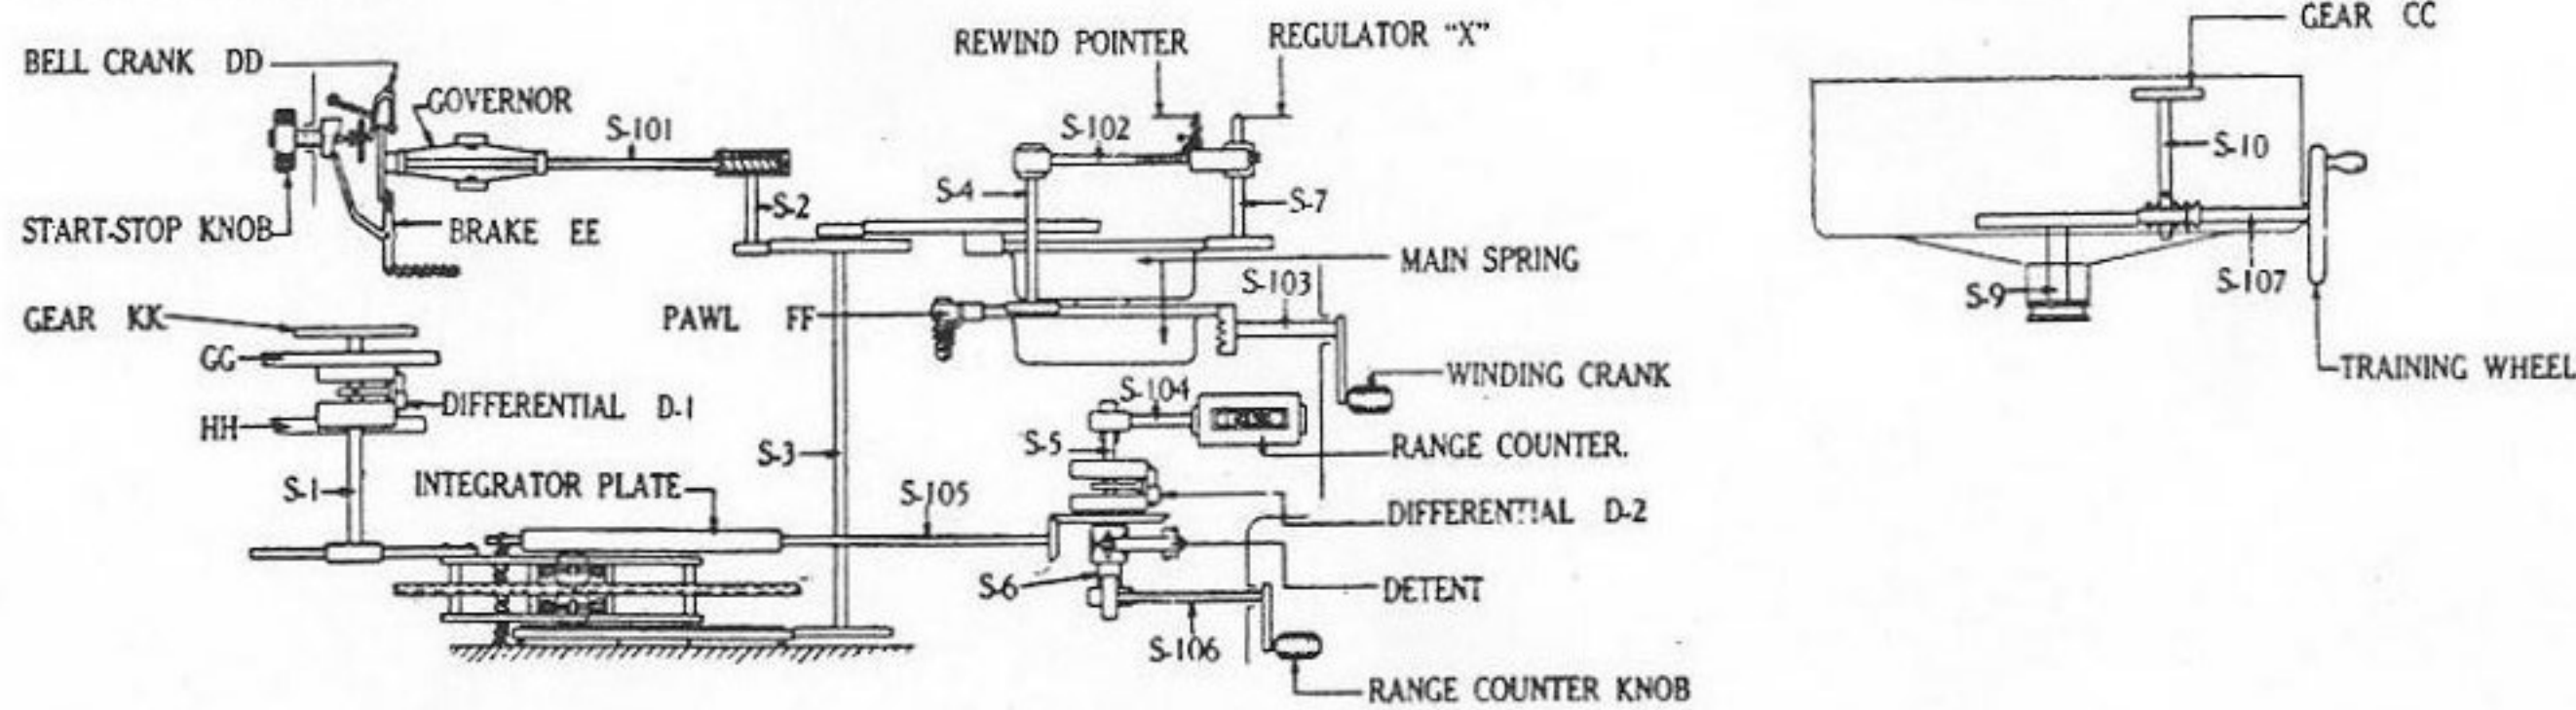 BELL CRANK DD
GOVERNOR
S-101
START-STOP KNOB
BRAKE EE
S-2
REWIND POINTER
REGULATOR "X"
S-102
S-4
S-7
MAIN SPRING
S-103
PAWL FF
WINDING CRANK
GEAR KK
GG
DIFFERENTIAL D-1
HH
S-1
INTEGRATOR PLATE
S-3
S-105
S-104
S-5
RANGE COUNTER.
DIFFERENTIAL D-2
S-6
DETENT
S-106
RANGE COUNTER KNOB
GEAR CC
S-10
S-9
S-107
TRAINING WHEEL